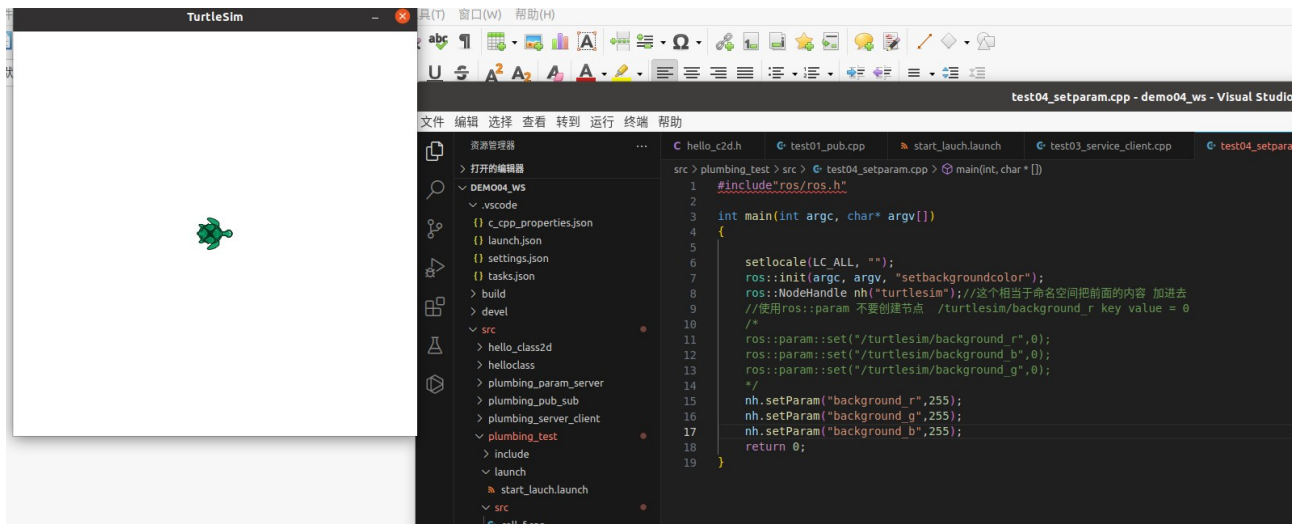 TurtleSim
具(T) 窗口(W) 帮助(H)
test04_setparam.cpp - demo04_ws - Visual Studio
文件 编辑 选择 查看 转到 运行 终端 帮助
资源管理器 ...
C hello_c2d.h
test01_pub.cpp
start_lauch.launch
test03_service_client.cpp
test04_setpara
> 打开的编辑器
src > plumbing_test > src > test04_setparam.cpp > main(int, char * [])
DEMO04_WS
.vscode
{} c_cpp_properties.json
{} launch.json
{} settings.json
{} tasks.json
> build
> devel
src
> hello_class2d
> helloclass
> plumbing_param_server
> plumbing_pub_sub
> plumbing_server_client
plumbing_test
> include
launch
start_lauch.launch
src
1 #include"ros/ros.h"
2
3 int main(int argc, char* argv[])
4 {
5
6 setlocale(LC_ALL, "");
7 ros::init(argc, argv, "setbackgroundcolor");
8 ros::NodeHandle nh("turtlesim");//这个相当于命名空间把前面的内容 加进去
9 //使用ros::param 不要创建节点 /turtlesim/background_r key value = 0
10 /*
11 ros::param::set("/turtlesim/background_r",0);
12 ros::param::set("/turtlesim/background_b",0);
13 ros::param::set("/turtlesim/background_g",0);
14 */
15 nh.setParam("background_r",255);
16 nh.setParam("background_g",255);
17 nh.setParam("background_b",255);
18 return 0;
19 }